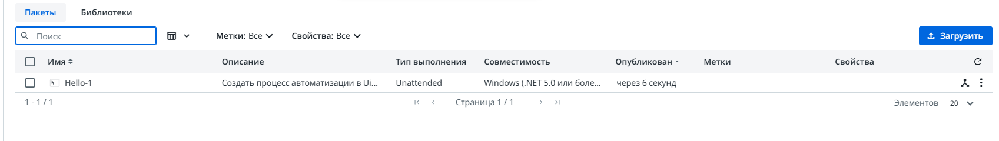 Пакеты Библиотеки
Поиск Метки: Все Свойства: Все Загрузить
Имя Описание Тип выполнения Совместимость Опубликован Метки Свойства
Hello-1 Создать процесс автоматизации в Ui... Unattended Windows (.NET 5.0 или боле... через 6 секунд
1 - 1 / 1 Страница 1 / 1 Элементов 20